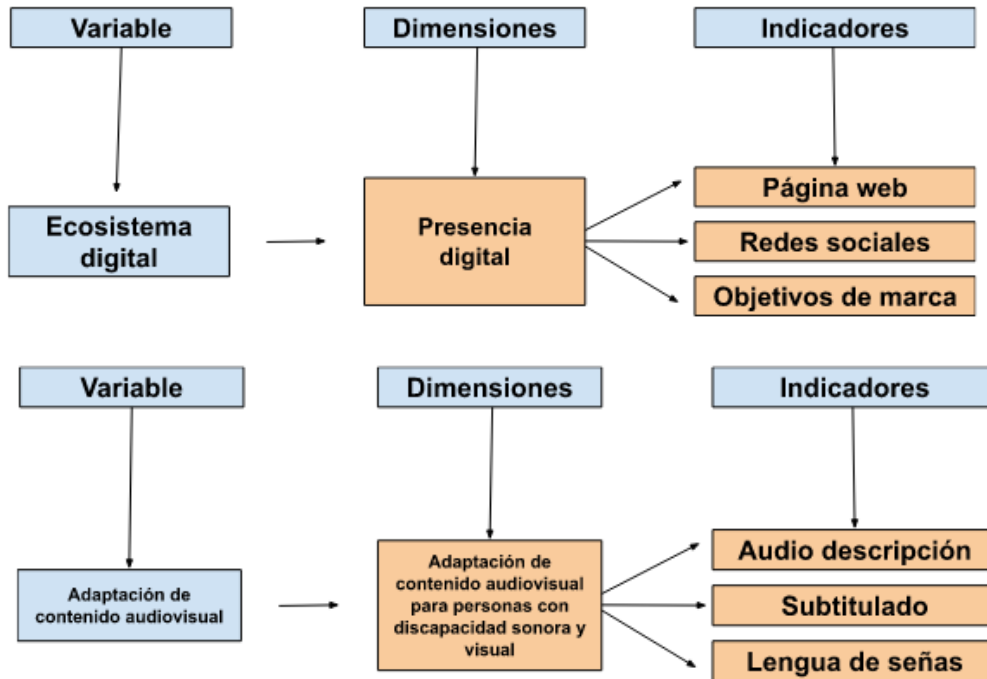 Variable
Dimensiones
Indicadores
Ecosistema
digital
Presencia
digital
Página web
Redes sociales
Objetivos de marca
Variable
Dimensiones
Indicadores
Adaptación de
contenido audiovisual
Adaptación de
contenido audiovisual
para personas con
discapacidad sonora y
visual
Audio descripción
Subtitulado
Lengua de señas